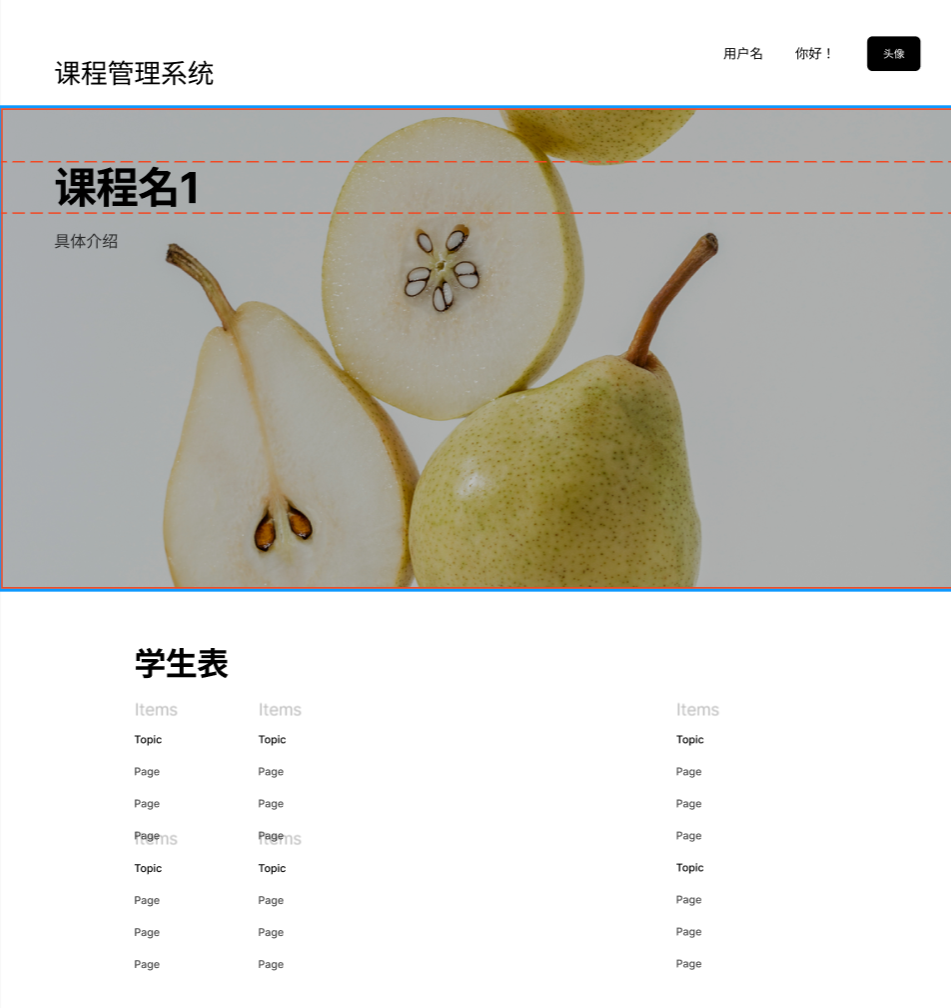 课程管理系统
用户名 你好！ 头像
课程名1
具体介绍
学生表
Items Items Items
Topic Topic Topic
Page Page Page
Page Page Page
Page Page Page
Items Items
Topic Topic Topic
Page Page Page
Page Page Page
Page Page Page